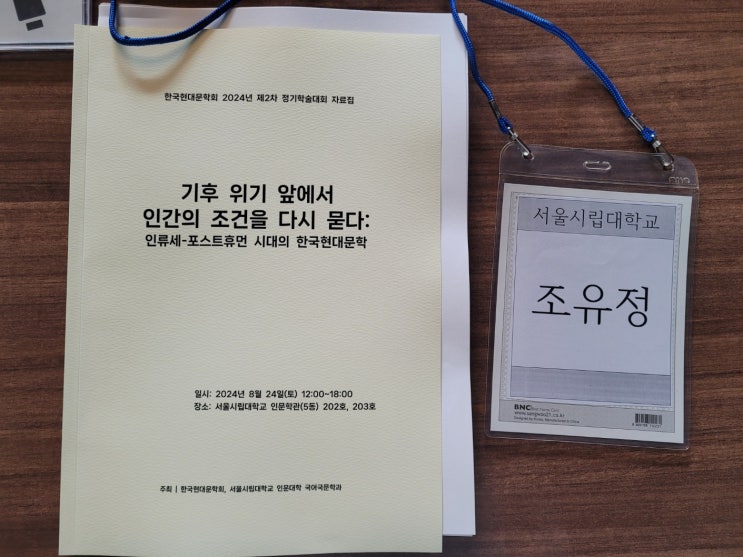 한국현대문학회 2024년 제2차 정기학술대회 자료집
기후 위기 앞에서
인간의 조건을 다시 묻다:
인류세-포스트휴먼 시대의 한국현대문학
일시: 2024년 8월 24일(토) 12:00~18:00
장소: 서울시립대학교 인문학관(5동) 202호, 203호
주최 | 한국현대문학회, 서울시립대학교 인문대학 국어국문학과
서울시립대학교
조유정
BNC